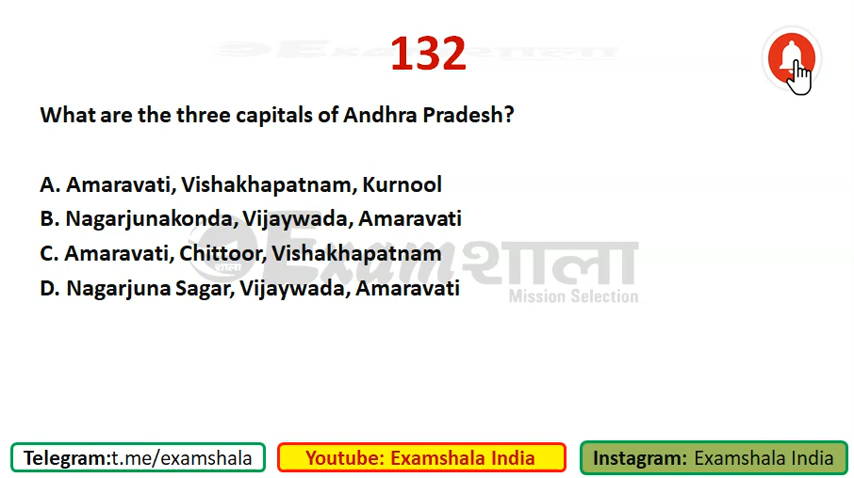 132
What are the three capitals of Andhra Pradesh?
A. Amaravati, Vishakhapatnam, Kurnool
B. Nagarjunakonda, Vijaywada, Amaravati
C. Amaravati, Chittoor, Vishakhapatnam
D. Nagarjuna Sagar, Vijaywada, Amaravati
Examशाला
शाला
Mission Selection
Telegram:t.me/examshala
Youtube: Examshala India
Instagram: Examshala India